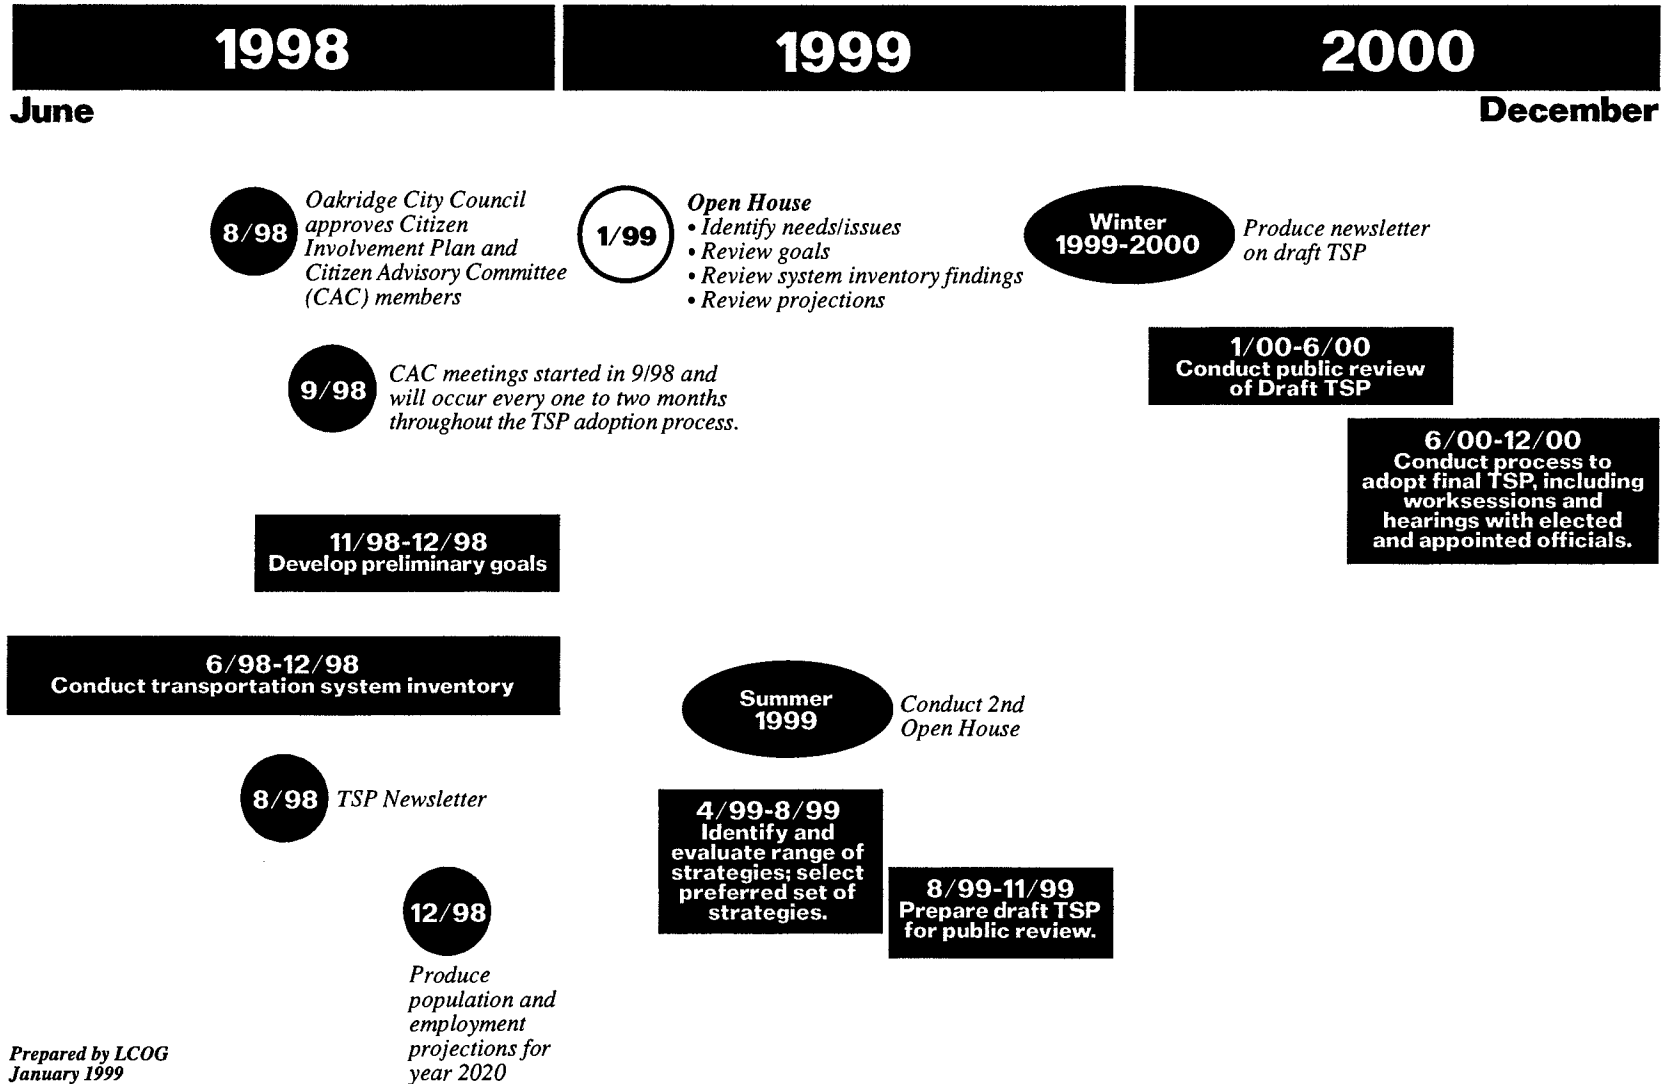 1998
1999
2000
June
December
8/98
Oakridge City Council
approves Citizen
Involvement Plan and
Citizen Advisory Committee
(CAC) members
1/99
Open House
• Identify needs/issues
• Review goals
• Review system inventory findings
• Review projections
Winter
1999-2000
Produce newsletter
on draft TSP
1/00-6/00
Conduct public review
of Draft TSP
9/98
CAC meetings started in 9/98 and
will occur every one to two months
throughout the TSP adoption process.
6/00-12/00
Conduct process to
adopt final TSP, including
worksessions and
hearings with elected
and appointed officials.
11/98-12/98
Develop preliminary goals
6/98-12/98
Conduct transportation system inventory
Summer
1999
Conduct 2nd
Open House
8/98
TSP Newsletter
4/99-8/99
Identify and
evaluate range of
strategies; select
preferred set of
strategies.
8/99-11/99
Prepare draft TSP
for public review.
12/98
Produce
population and
employment
projections for
year 2020
Prepared by LCOG
January 1999